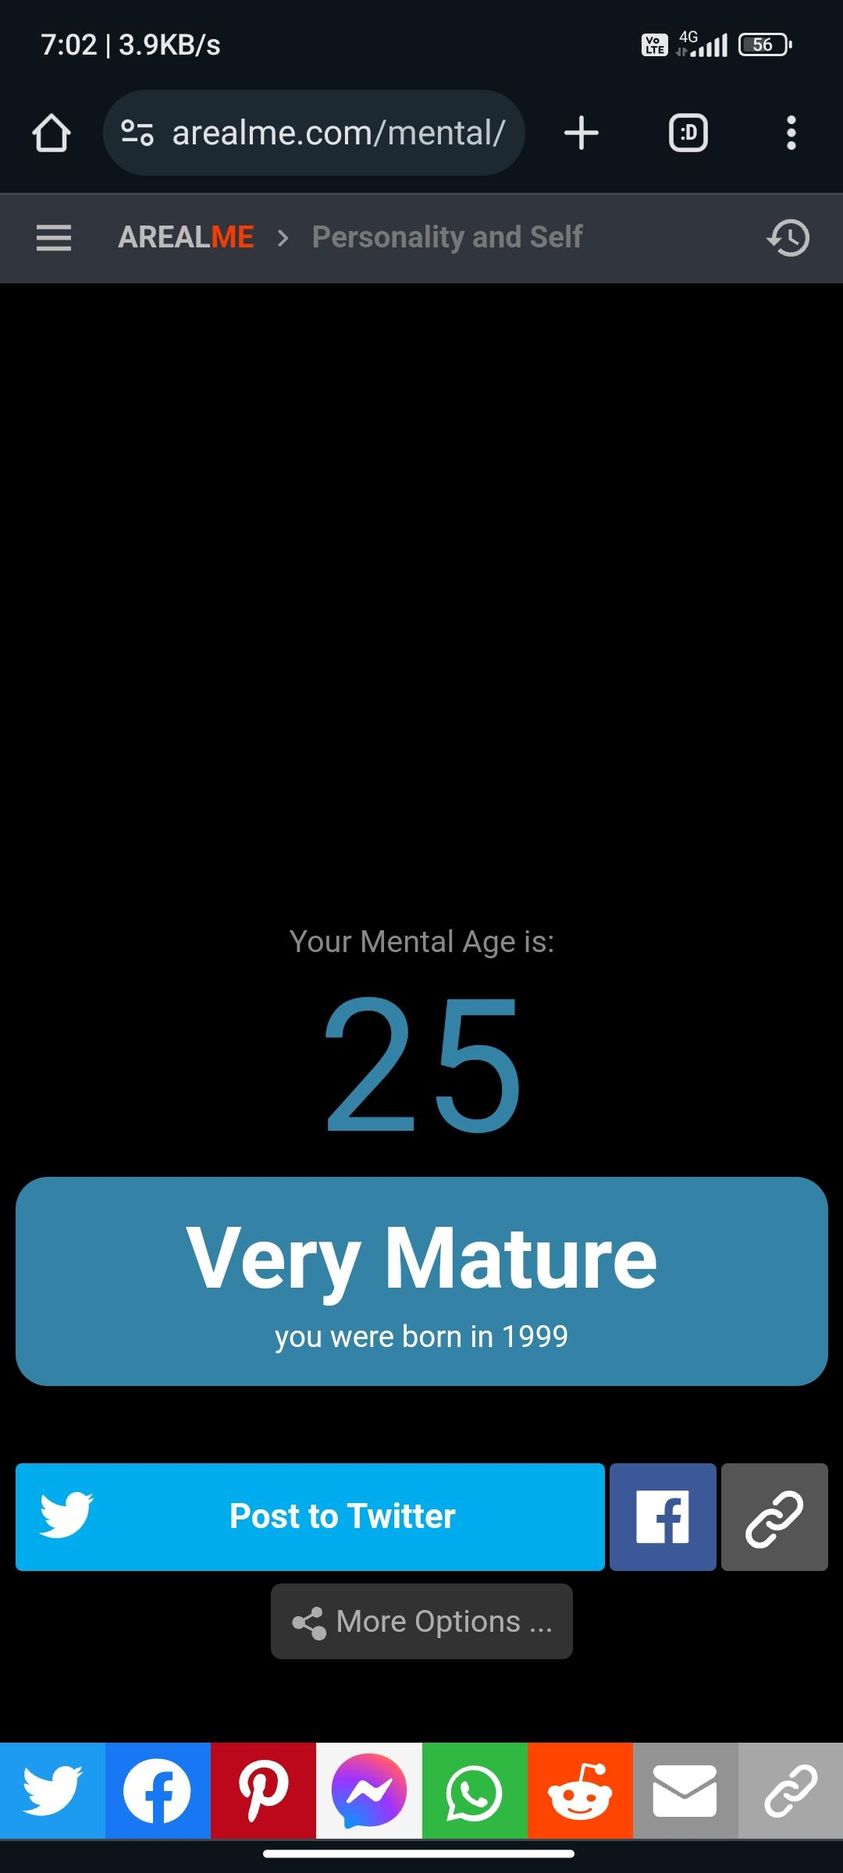 7:02 | 3.9KB/s
Vo LTE 4G 56
arealme.com/mental/
:D
AREALME > Personality and Self
Your Mental Age is:
25
Very Mature
you were born in 1999
Post to Twitter
More Options ...